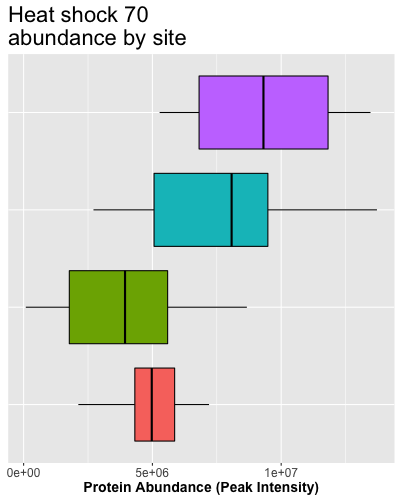 Heat shock 70
abundance by site
0e+00 5e+06 1e+07
Protein Abundance (Peak Intensity)